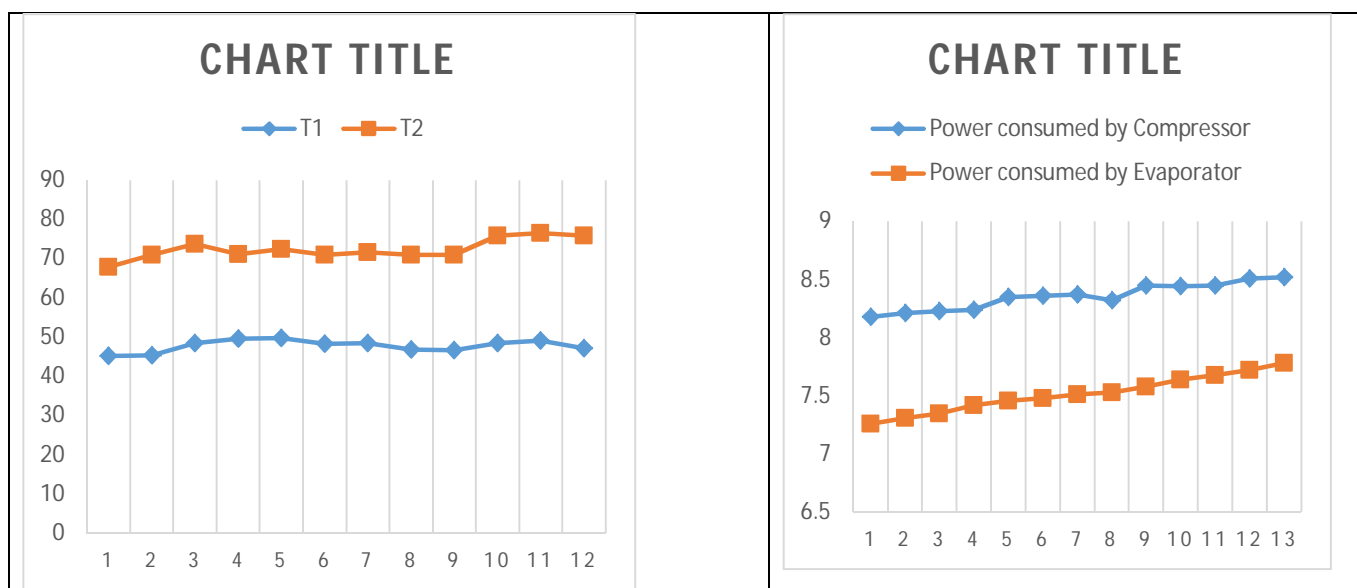 CHART TITLE
T1 T2
90
80
70
60
50
40
30
20
10
0
1 2 3 4 5 6 7 8 9 10 11 12
CHART TITLE
Power consumed by Compressor
Power consumed by Evaporator
9
8.5
8
7.5
7
6.5
1 2 3 4 5 6 7 8 9 10 11 12 13